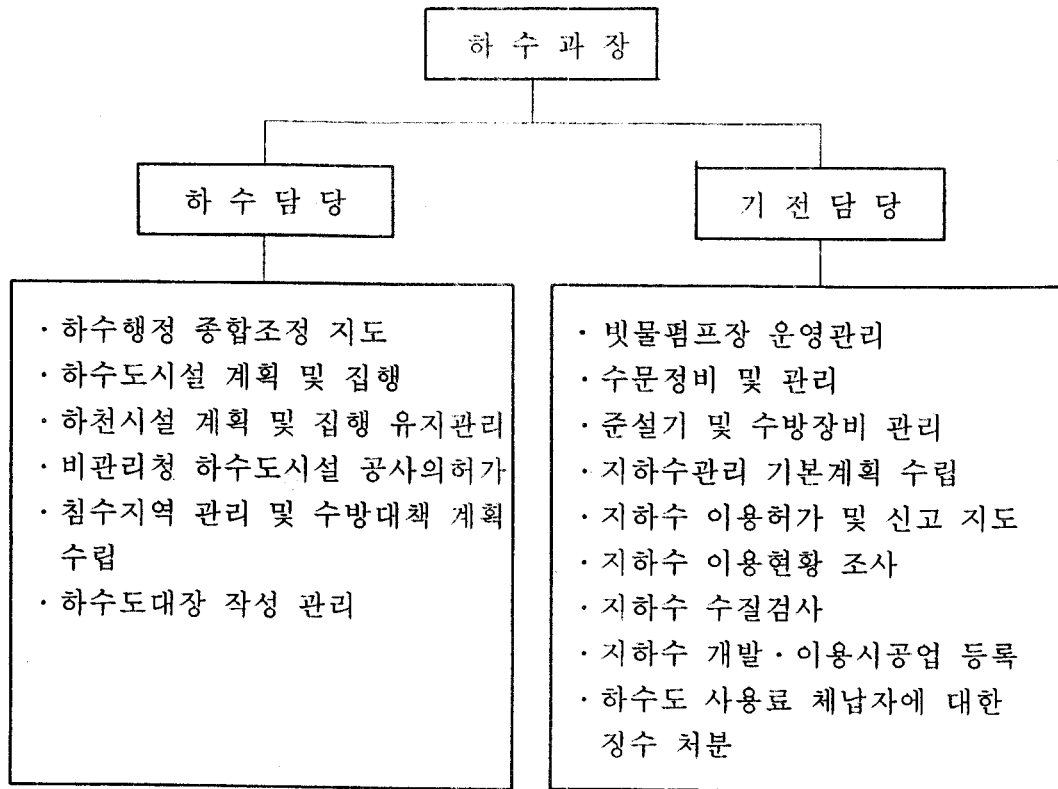 하 수 과 장
하 수 담 당
기 전 담 당
· 하수행정 종합조정 지도
· 하수도시설 계획 및 집행
· 하천시설 계획 및 집행 유지관리
· 비관리청 하수도시설 공사의허가
· 침수지역 관리 및 수방대책 계획
수립
· 하수도대장 작성 관리
· 빗물펌프장 운영관리
· 수문정비 및 관리
· 준설기 및 수방장비 관리
· 지하수관리 기본계획 수립
· 지하수 이용허가 및 신고 지도
· 지하수 이용현황 조사
· 지하수 수질검사
· 지하수 개발 · 이용시공업 등록
· 하수도 사용료 체납자에 대한
징수 처분